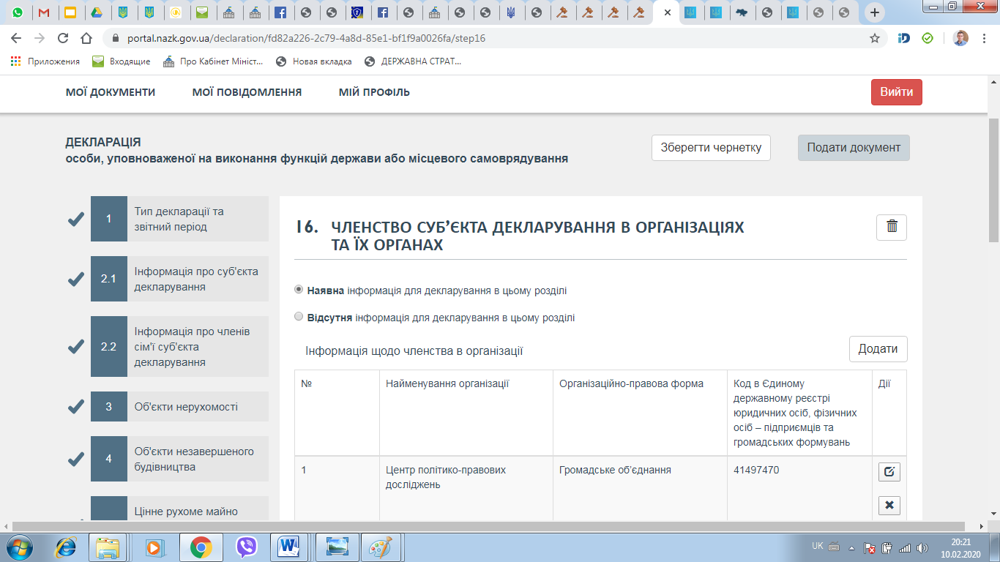 portal.nazk.gov.ua/declaration/fd82a226-2c79-4a8d-85e1-bf1f9a0026fa/step16
Приложения
Входящие
Про Кабінет Мініст...
Новая вкладка
ДЕРЖАВНА СТРАТ...
МОЇ ДОКУМЕНТИ
МОЇ ПОВІДОМЛЕННЯ
МІЙ ПРОФІЛЬ
Вийти
ДЕКЛАРАЦІЯ
особи, уповноваженої на виконання функцій держави або місцевого самоврядування
Зберегти чернетку
Подати документ
1
Тип декларації та
звітний період
2.1
Інформація про суб'єкта
декларування
2.2
Інформація про членів
сім'ї суб'єкта
декларування
3
Об'єкти нерухомості
4
Об'єкти незавершеного
будівництва
Цінне рухоме майно
16. ЧЛЕНСТВО СУБ’ЄКТА ДЕКЛАРУВАННЯ В ОРГАНІЗАЦІЯХ
ТА ЇХ ОРГАНАХ
Наявна інформація для декларування в цьому розділі
Відсутня інформація для декларування в цьому розділі
Інформація щодо членства в організації
Додати
№
Найменування організації
Організаційно-правова форма
Код в Єдиному
державному реєстрі
юридичних осіб, фізичних
осіб – підприємців та
громадських формувань
Дії
1
Центр політико-правових
досліджень
Громадське об’єднання
41497470
UK
20:21
10.02.2020